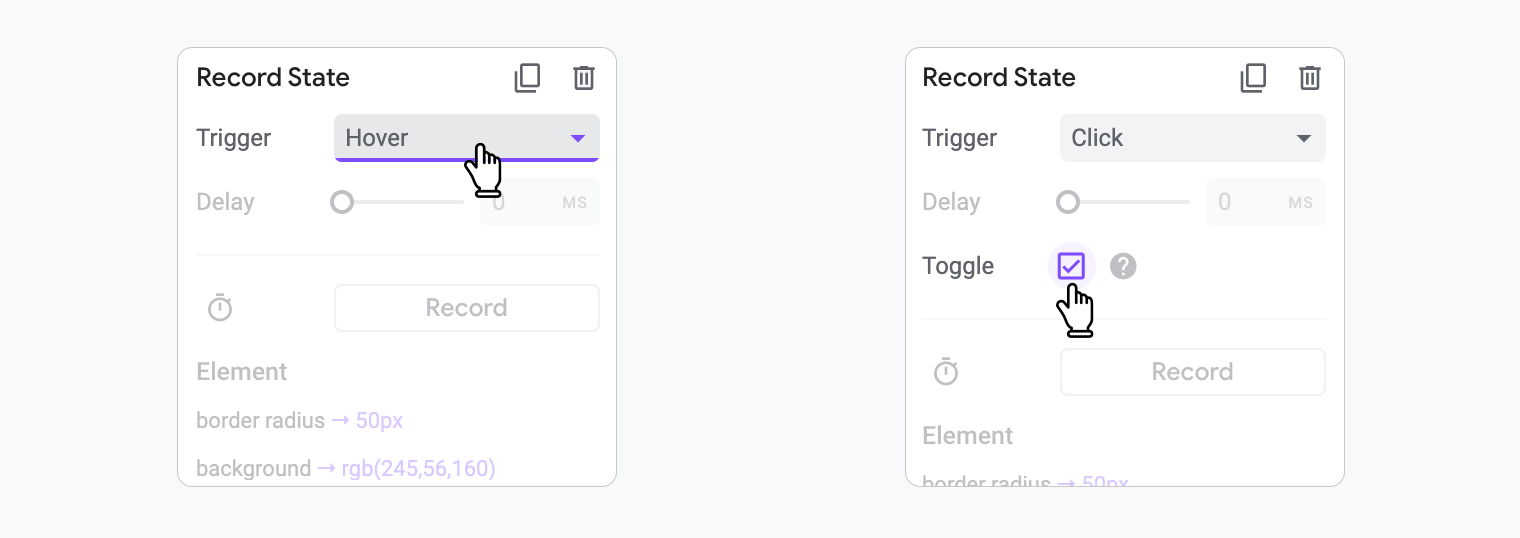 Record State
Trigger Hover
Delay 0 MS
Record
Element
border radius → 50px
background → rgb(245,56,160)
Record State
Trigger Click
Delay 0 MS
Toggle ?
Record
Element
border radius → 50px